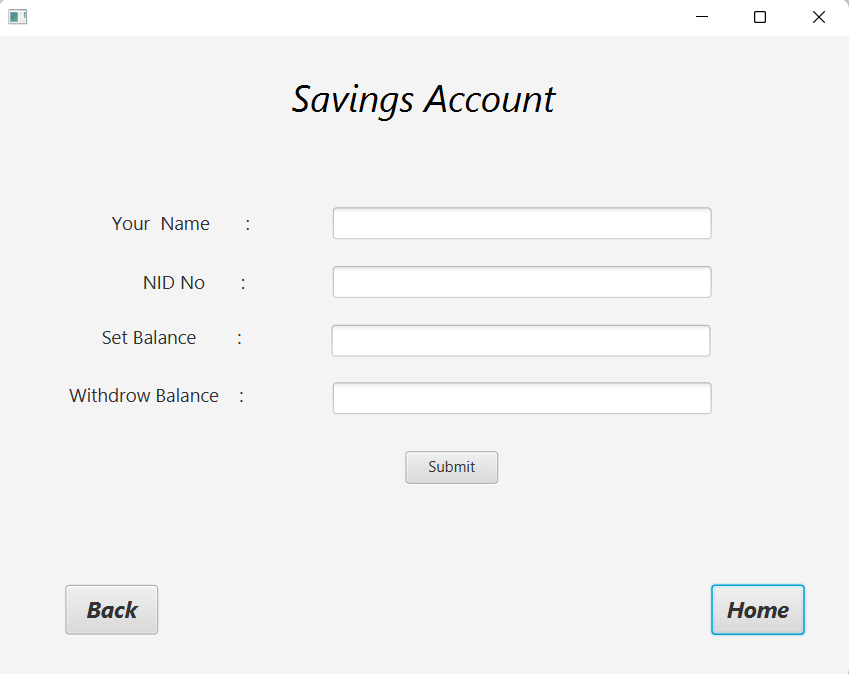 Savings Account
Your  Name :
NID No :
Set Balance :
Withdrow Balance :
Submit
Back Home